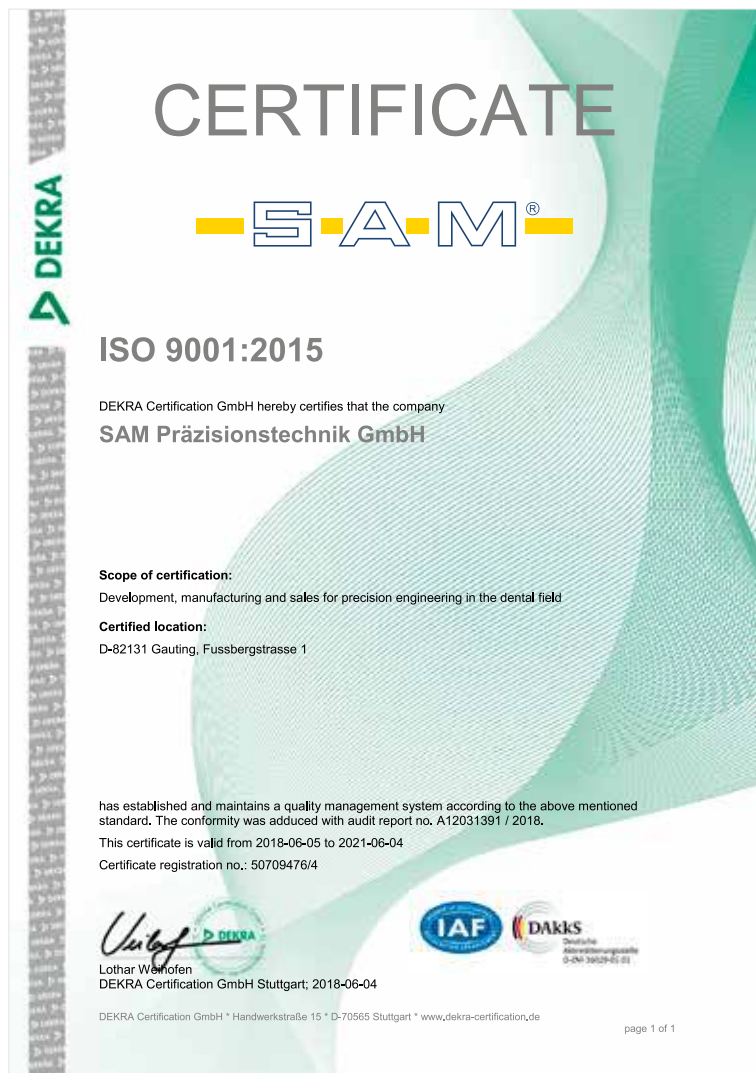 CERTIFICATE
S-A-M®
DEKRA
ISO 9001:2015
DEKRA Certification GmbH hereby certifies that the company
SAM Präzisionstechnik GmbH
Scope of certification:
Development, manufacturing and sales for precision engineering in the dental field
Certified location:
D-82131 Gauting, Fussbergstrasse 1
has established and maintains a quality management system according to the above mentioned
standard. The conformity was adduced with audit report no. A12031391 / 2018.
This certificate is valid from 2018-06-05 to 2021-06-04
Certificate registration no.: 50709476/4
DEKRA
IAF
DAkkS
Deutsche
Akkreditierungsstelle
Lothar Weihofen
DEKRA Certification GmbH Stuttgart; 2018-06-04
DEKRA Certification GmbH * Handwerkstraße 15 * D-70565 Stuttgart * www.dekra-certification.de
page 1 of 1